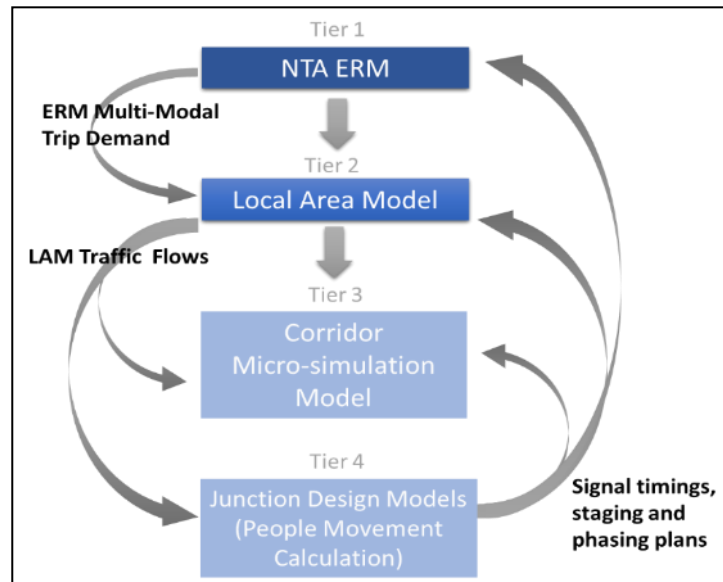 Tier 1
NTA ERM
ERM Multi-Modal
Trip Demand
Tier 2
Local Area Model
LAM Traffic Flows
Tier 3
Corridor
Micro-simulation
Model
Tier 4
Junction Design Models
(People Movement
Calculation)
Signal timings,
staging and
phasing plans